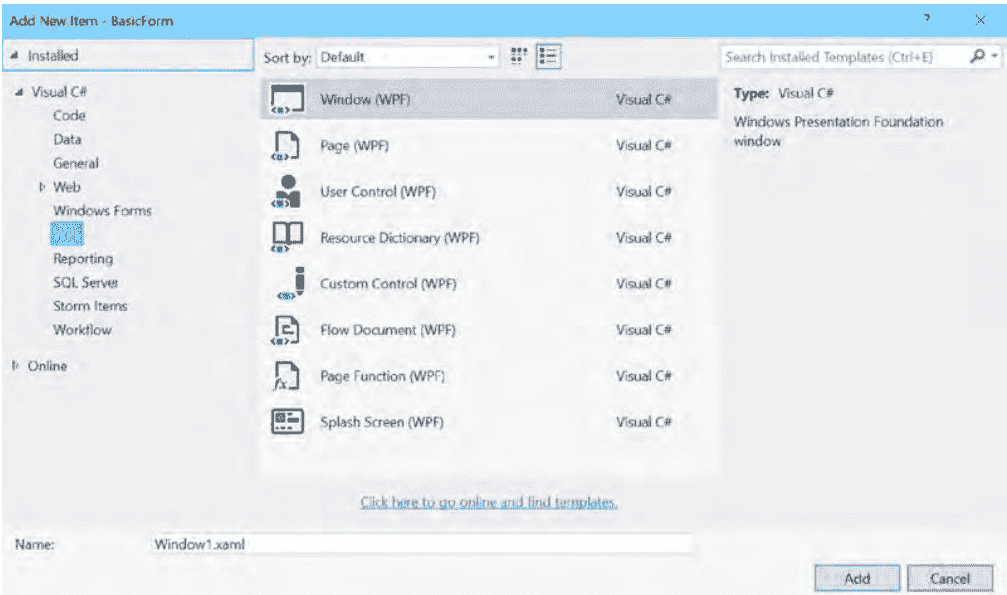 Add New Item - BasicForm ?
Installed
Visual C#
Code
Data
General
Web
Windows Forms
Reporting
SQL Server
Storm Items
Workflow
Online
Sort by: Default
Window (WPF) Visual C#
Page (WPF) Visual C#
User Control (WPF) Visual C#
Resource Dictionary (WPF) Visual C#
Custom Control (WPF) Visual C#
Flow Document (WPF) Visual C#
Page Function (WPF) Visual C#
Splash Screen (WPF) Visual C#
Click here to go online and find templates.
Search Installed Templates (Ctrl+E)
Type: Visual C#
Windows Presentation Foundation
window
Name: Window1.xaml
Add Cancel